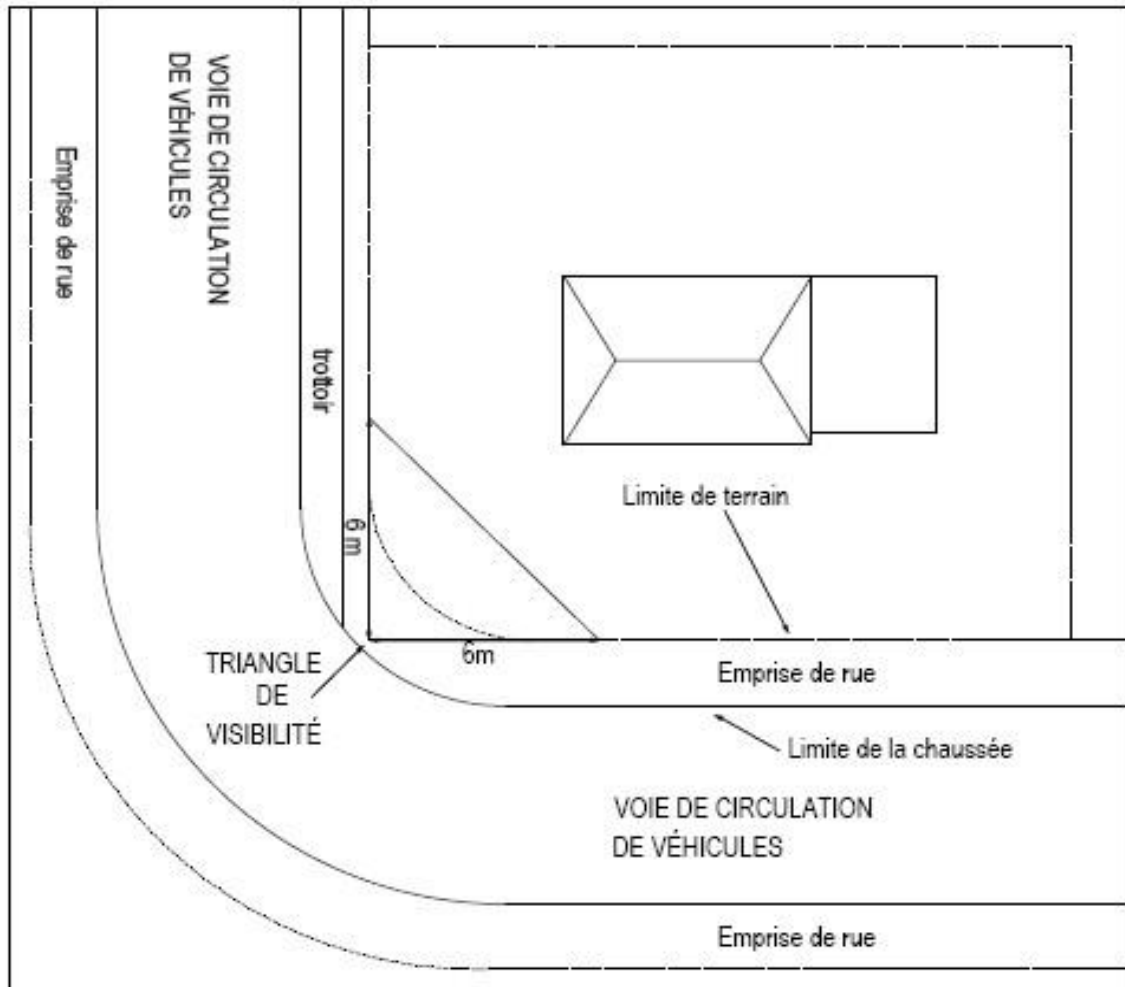 VOIE DE CIRCULATION
DE VÉHICULES
Emprise de rue
trottoir
6 m
Limite de terrain
6m
TRIANGLE
DE
VISIBILITÉ
Emprise de rue
Limite de la chaussée
VOIE DE CIRCULATION
DE VÉHICULES
Emprise de rue